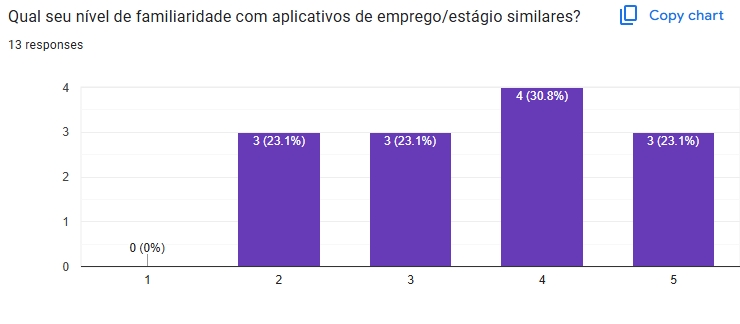 Qual seu nível de familiaridade com aplicativos de emprego/estágio similares?
Copy chart
13 responses
4
3
2
1
0
0 (0%)
3 (23.1%)
3 (23.1%)
4 (30.8%)
3 (23.1%)
1 2 3 4 5